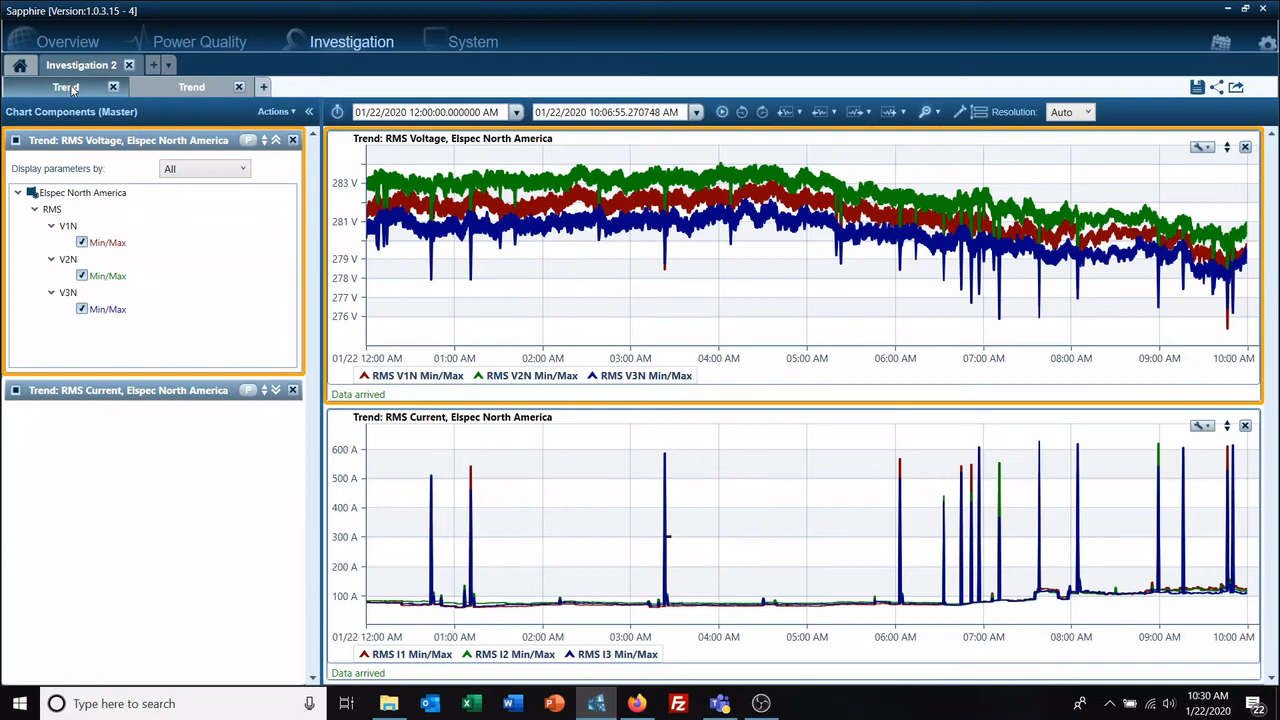 Sapphire [Version:1.0.3.15 - 4]
Overview
Power Quality
Investigation
System
Investigation 2
Trend
Trend
Chart Components (Master)
Actions
01/22/2020 12:00:00.000000 AM
01/22/2020 10:06:55.270748 AM
Resolution:
Auto
Trend: RMS Voltage, Elspec North America
P
Display parameters by:
All
Elspec North America
RMS
V1N
Min/Max
V2N
Min/Max
V3N
Min/Max
Trend: RMS Current, Elspec North America
P
Trend: RMS Voltage, Elspec North America
283 V
281 V
279 V
278 V
277 V
276 V
01/22 12:00 AM
01:00 AM
02:00 AM
03:00 AM
04:00 AM
05:00 AM
06:00 AM
07:00 AM
08:00 AM
09:00 AM
10:00 AM
RMS V1N Min/Max
RMS V2N Min/Max
RMS V3N Min/Max
Data arrived
Trend: RMS Current, Elspec North America
600 A
500 A
400 A
300 A
200 A
100 A
01/22 12:00 AM
01:00 AM
02:00 AM
03:00 AM
04:00 AM
05:00 AM
06:00 AM
07:00 AM
08:00 AM
09:00 AM
10:00 AM
RMS I1 Min/Max
RMS I2 Min/Max
RMS I3 Min/Max
Data arrived
Type here to search
10:30 AM
1/22/2020
22